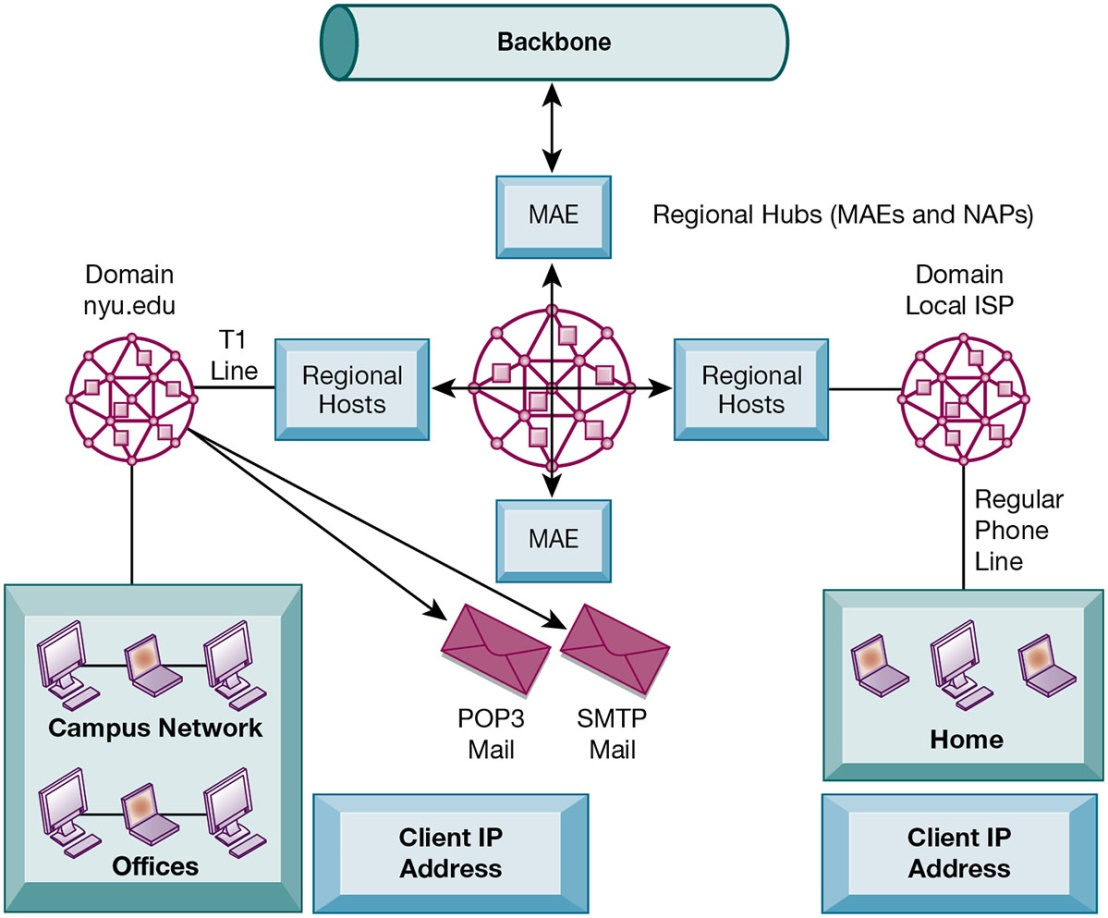 Backbone
MAE
Regional Hubs (MAEs and NAPs)
Domain
nyu.edu
Domain
Local ISP
T1
Line
Regional
Hosts
Regional
Hosts
MAE
Regular
Phone
Line
POP3
Mail
SMTP
Mail
Campus Network
Offices
Home
Client IP
Address
Client IP
Address